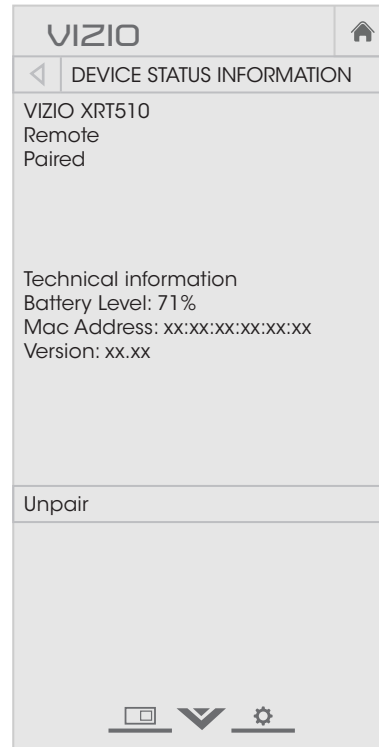 VIZIO
DEVICE STATUS INFORMATION
VIZIO XRT510
Remote
Paired
Technical information
Battery Level: 71%
Mac Address: xx:xx:xx:xx:xx:xx
Version: xx.xx
Unpair